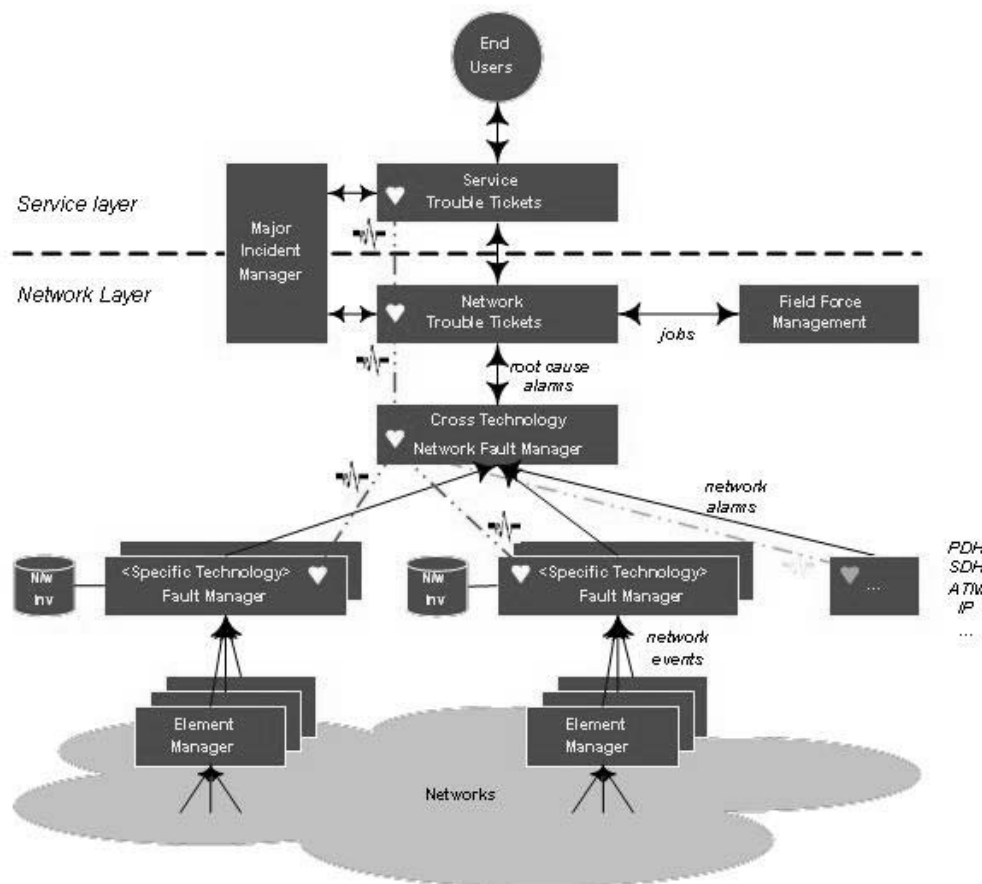 End
Users
Service
Trouble Tickets
Service layer
Major
Incident
Manager
Network Layer
Network
Trouble Tickets
Field Force
Management
jobs
root cause
alarms
Cross Technology
Network Fault Manager
network
alarms
N/w
Inv
<Specific Technology>
Fault Manager
N/w
Inv
<Specific Technology>
Fault Manager
...
PDH
SDH
ATM
IP
...
network
events
Element
Manager
Element
Manager
Networks